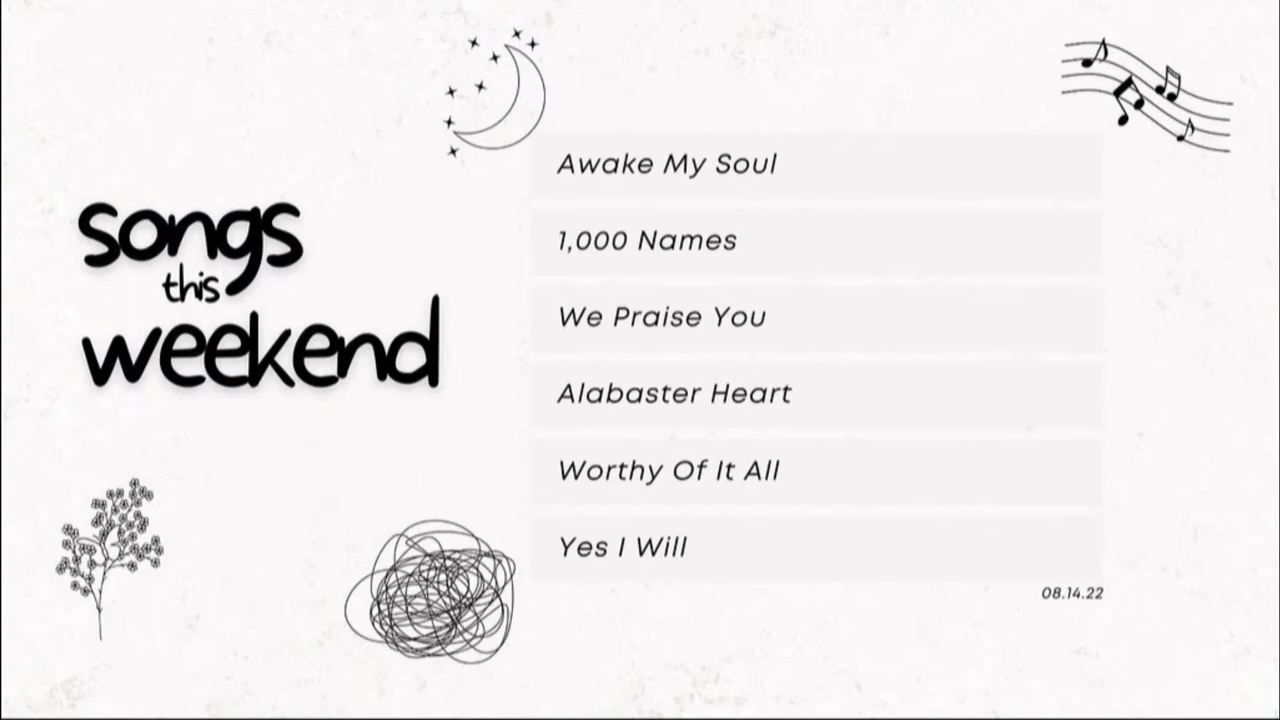 songs
this
weekend
Awake My Soul
1,000 Names
We Praise You
Alabaster Heart
Worthy Of It All
Yes I Will
08.14.22